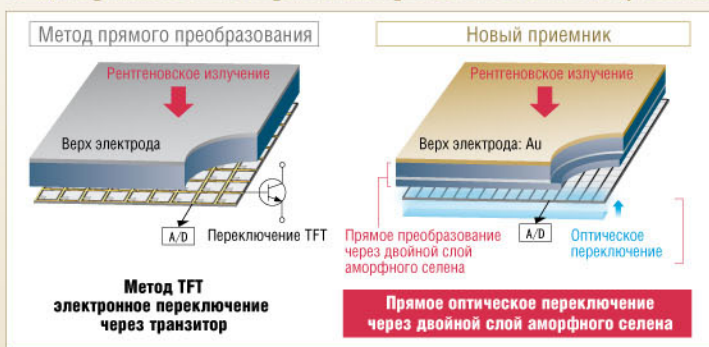 Метод прямого преобразования
Рентгеновское излучение
Верх электрода
A/D
Переключение TFT
Метод TFT
электронное переключение
через транзитор
Новый приемник
Рентгеновское излучение
Верх электрода: Au
Прямое преобразование
через двойной слой
аморфного селена
A/D
Оптическое
переключение
Прямое оптическое переключение
через двойной слой аморфного селена